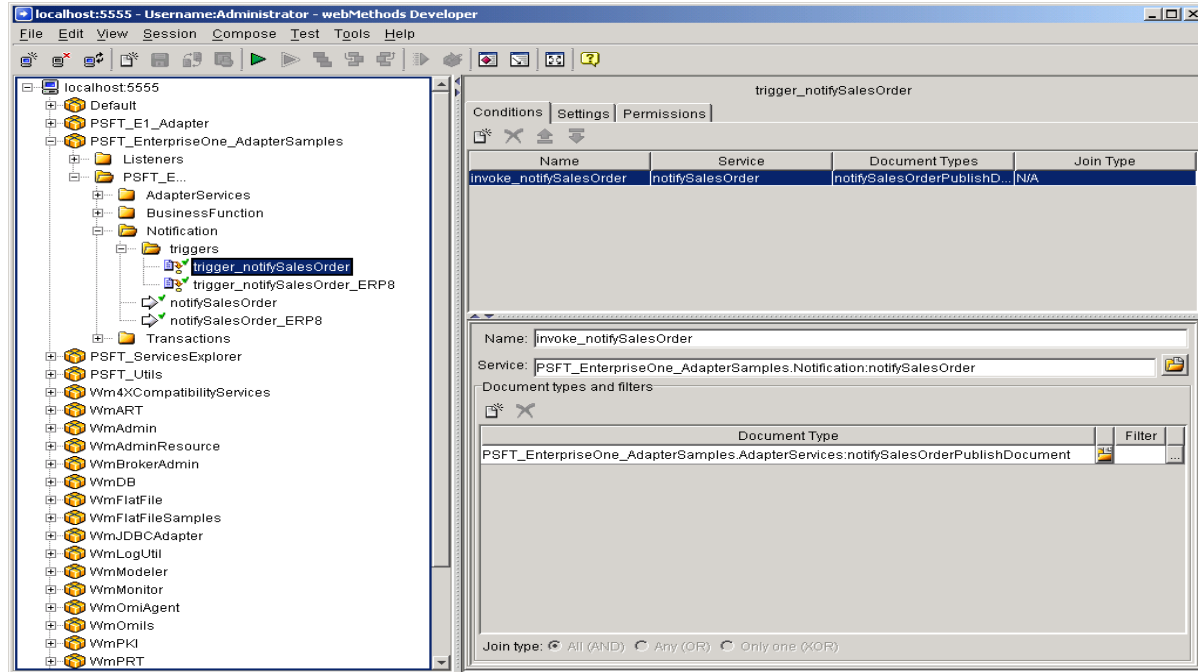 localhost:5555 - Username:Administrator - webMethods Developer
File Edit View Session Compose Test Tools Help
localhost:5555
Default
PSFT_E1_Adapter
PSFT_EnterpriseOne_AdapterSamples
Listeners
PSFT_E...
AdapterServices
BusinessFunction
Notification
triggers
trigger_notifySalesOrder
trigger_notifySalesOrder_ERP8
notifySalesOrder
notifySalesOrder_ERP8
Transactions
PSFT_ServicesExplorer
PSFT_Utils
Wm4XCompatibilityServices
WmART
WmAdmin
WmAdminResource
WmBrokerAdmin
WmDB
WmFlatFile
WmFlatFileSamples
WmJDBCAdapter
WmLogUtil
WmModeler
WmMonitor
WmOmiAgent
WmOmils
WmPKI
WmPRT
trigger_notifySalesOrder
Conditions Settings Permissions
Name Service Document Types Join Type
invoke_notifySalesOrder notifySalesOrder notifySalesOrderPublishD... N/A
Name: invoke_notifySalesOrder
Service: PSFT_EnterpriseOne_AdapterSamples.Notification:notifySalesOrder
Document types and filters
Document Type Filter
PSFT_EnterpriseOne_AdapterSamples.AdapterServices:notifySalesOrderPublishDocument ...
Join type: All (AND) Any (OR) Only one (XOR)